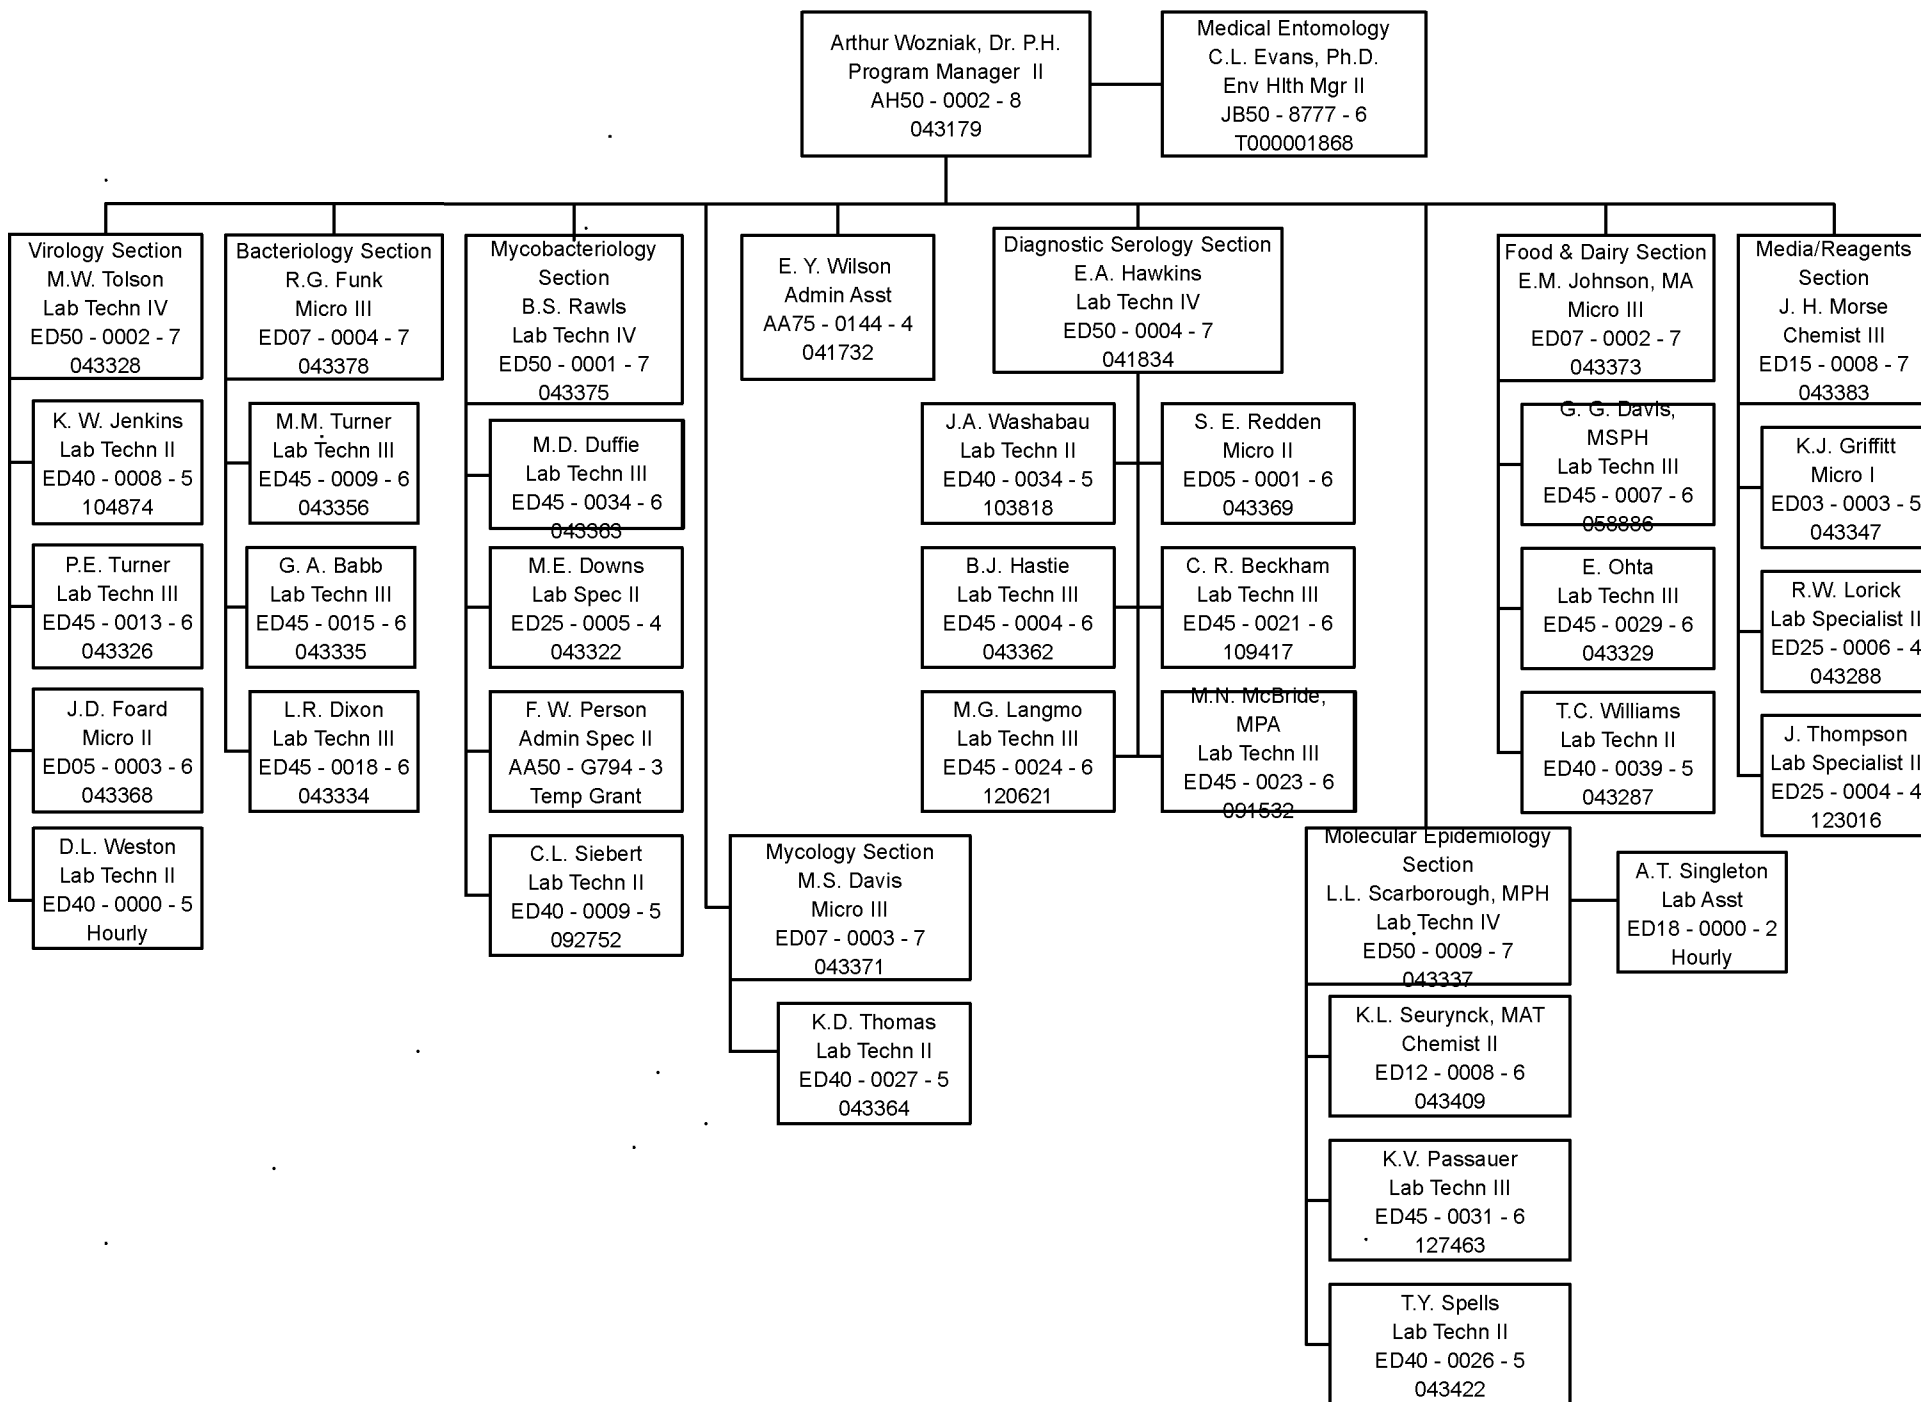 Arthur Wozniak, Dr. P.H.
Program Manager  II
AH50 - 0002 - 8
043179
Medical Entomology
C.L. Evans, Ph.D.
Env Hlth Mgr II
JB50 - 8777 - 6
T000001868
Virology Section
M.W. Tolson
Lab Techn IV
ED50 - 0002 - 7
043328
K. W. Jenkins
Lab Techn II
ED40 - 0008 - 5
104874
P.E. Turner
Lab Techn III
ED45 - 0013 - 6
043326
J.D. Foard
Micro II
ED05 - 0003 - 6
043368
D.L. Weston
Lab Techn II
ED40 - 0000 - 5
Hourly
Bacteriology Section
R.G. Funk
Micro III
ED07 - 0004 - 7
043378
M.M. Turner
Lab Techn III
ED45 - 0009 - 6
043356
G. A. Babb
Lab Techn III
ED45 - 0015 - 6
043335
L.R. Dixon
Lab Techn III
ED45 - 0018 - 6
043334
Mycobacteriology
Section
B.S. Rawls
Lab Techn IV
ED50 - 0001 - 7
043375
M.D. Duffie
Lab Techn III
ED45 - 0034 - 6
043363
M.E. Downs
Lab Spec II
ED25 - 0005 - 4
043322
F. W. Person
Admin Spec II
AA50 - G794 - 3
Temp Grant
C.L. Siebert
Lab Techn II
ED40 - 0009 - 5
092752
Mycology Section
M.S. Davis
Micro III
ED07 - 0003 - 7
043371
K.D. Thomas
Lab Techn II
ED40 - 0027 - 5
043364
E. Y. Wilson
Admin Asst
AA75 - 0144 - 4
041732
Diagnostic Serology Section
E.A. Hawkins
Lab Techn IV
ED50 - 0004 - 7
041834
J.A. Washabau
Lab Techn II
ED40 - 0034 - 5
103818
S. E. Redden
Micro II
ED05 - 0001 - 6
043369
B.J. Hastie
Lab Techn III
ED45 - 0004 - 6
043362
C. R. Beckham
Lab Techn III
ED45 - 0021 - 6
109417
M.G. Langmo
Lab Techn III
ED45 - 0024 - 6
120621
M.N. McBride,
MPA
Lab Techn III
ED45 - 0023 - 6
091532
Molecular Epidemiology
Section
L.L. Scarborough, MPH
Lab Techn IV
ED50 - 0009 - 7
043337
A.T. Singleton
Lab Asst
ED18 - 0000 - 2
Hourly
K.L. Seurynck, MAT
Chemist II
ED12 - 0008 - 6
043409
K.V. Passauer
Lab Techn III
ED45 - 0031 - 6
127463
T.Y. Spells
Lab Techn II
ED40 - 0026 - 5
043422
Food & Dairy Section
E.M. Johnson, MA
Micro III
ED07 - 0002 - 7
043373
G. G. Davis,
MSPH
Lab Techn III
ED45 - 0007 - 6
058886
E. Ohta
Lab Techn III
ED45 - 0029 - 6
043329
T.C. Williams
Lab Techn II
ED40 - 0039 - 5
043287
Media/Reagents
Section
J. H. Morse
Chemist III
ED15 - 0008 - 7
043383
K.J. Griffitt
Micro I
ED03 - 0003 - 5
043347
R.W. Lorick
Lab Specialist II
ED25 - 0006 - 4
043288
J. Thompson
Lab Specialist II
ED25 - 0004 - 4
123016